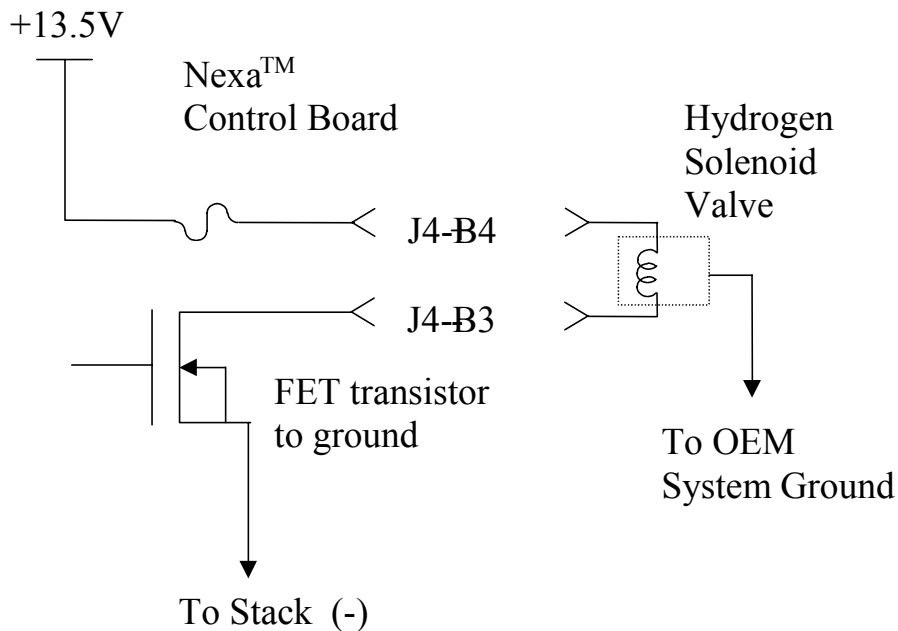 +13.5V
Nexa™
Control Board
Hydrogen
Solenoid
Valve
J4-B4
J4-B3
FET transistor
to ground
To OEM
System Ground
To Stack (-)